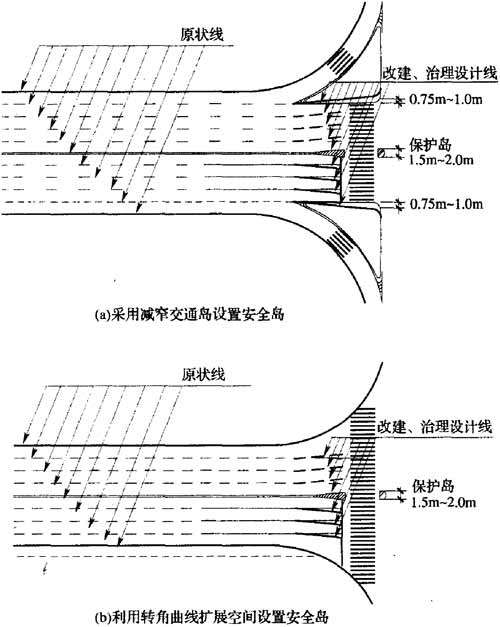 原状线
改建、治理设计线
0.75m~1.0m
保护岛
1.5m~2.0m
0.75m~1.0m
(a)采用减窄交通岛设置安全岛
原状线
改建、治理设计线
保护岛
1.5m~2.0m
(b)利用转角曲线扩展空间设置安全岛